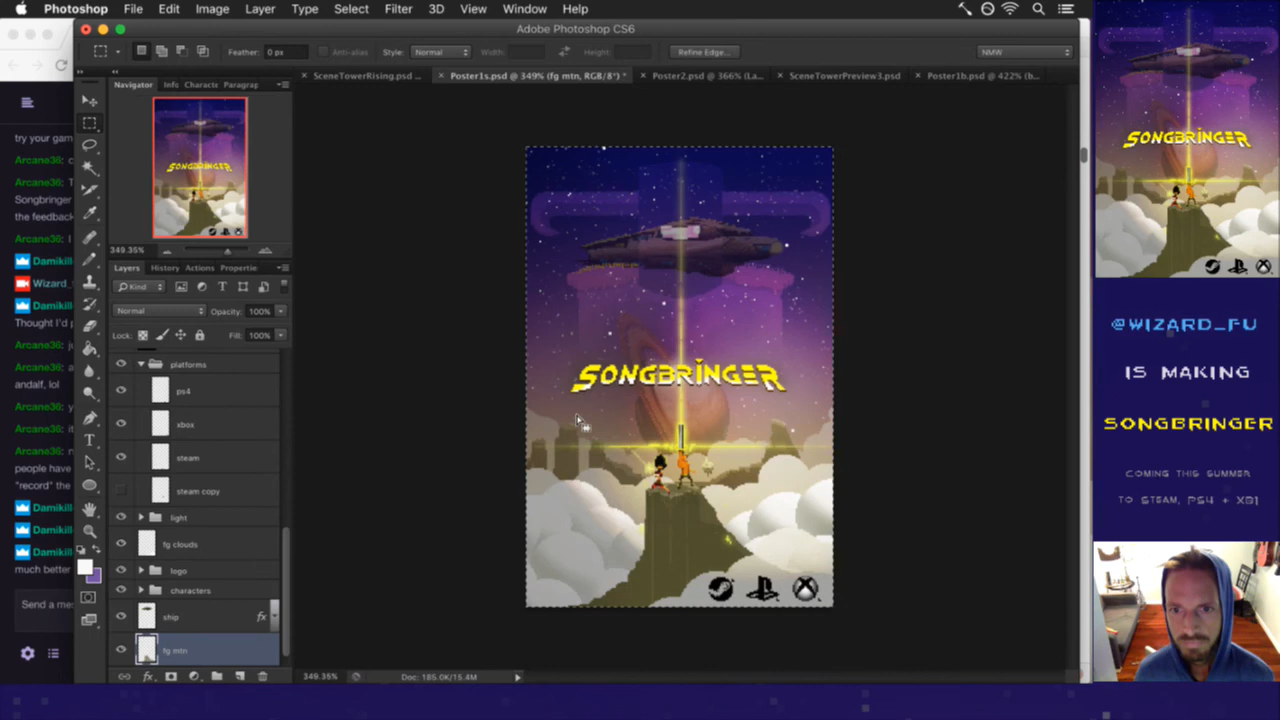 Photoshop File Edit Image Layer Type Select Filter 3D View Window Help
Adobe Photoshop CS6
Feather: 0 px Anti-alias Style: Normal Width: Height: Refine Edge... NMW
SceneTowerRising.psd ... Poster1s.psd @ 349% (fg mtn, RGB/8*) * Poster2.psd @ 366% (La... SceneTowerPreview3.psd Poster1b.psd @ 422% (b...
Navigator Info Characte Paragrap
349.35%
Layers History Actions Propertie
Kind
Normal Opacity: 100%
Lock: Fill: 100%
platforms
ps4
xbox
steam
steam copy
light
fg clouds
logo
characters
ship fx
fg mtn
349.35% Doc: 185.0K/15.4M
try your gam
Arcane36: c
Arcane36: T
Songbringer
the feedback
Arcane36: I
Damikill
Wizard_
Damikill
Thought I'd p
Arcane36: jo
Arcane36: a
andalf, lol
Arcane36: y
Arcane36: it
Arcane36: n
people have
"record" the
Damikill
Damikill
Damikill
much better
Send a me
SONGBRINGER
SONGBRINGER
SONGBRINGER
@WIZARD_FU
IS MAKING
SONGBRINGER
COMING THIS SUMMER
TO STEAM, PS4 + XB1